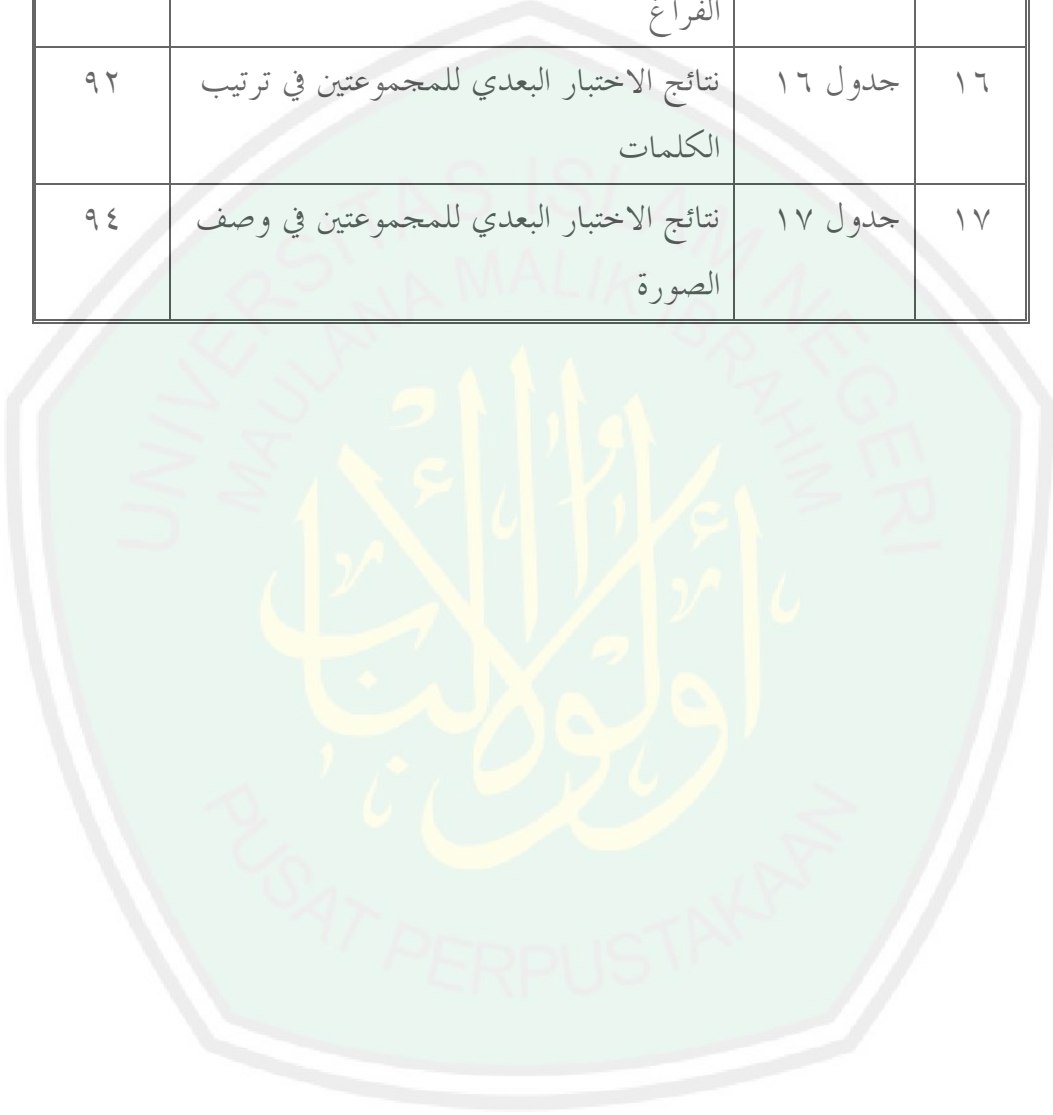 الفراغ
١٦ جدول ١٦ نتائج الاختبار البعدي للمجموعتين في ترتيب ٩٢
الكلمات
١٧ جدول ١٧ نتائج الاختبار البعدي للمجموعتين في وصف ٩٤
الصورة
UNIVERSITAS ISLAM NEGERI
MAULANA MALIK IBRAHIM
أولو الألباب
PUSAT PERPUSTAKAAN